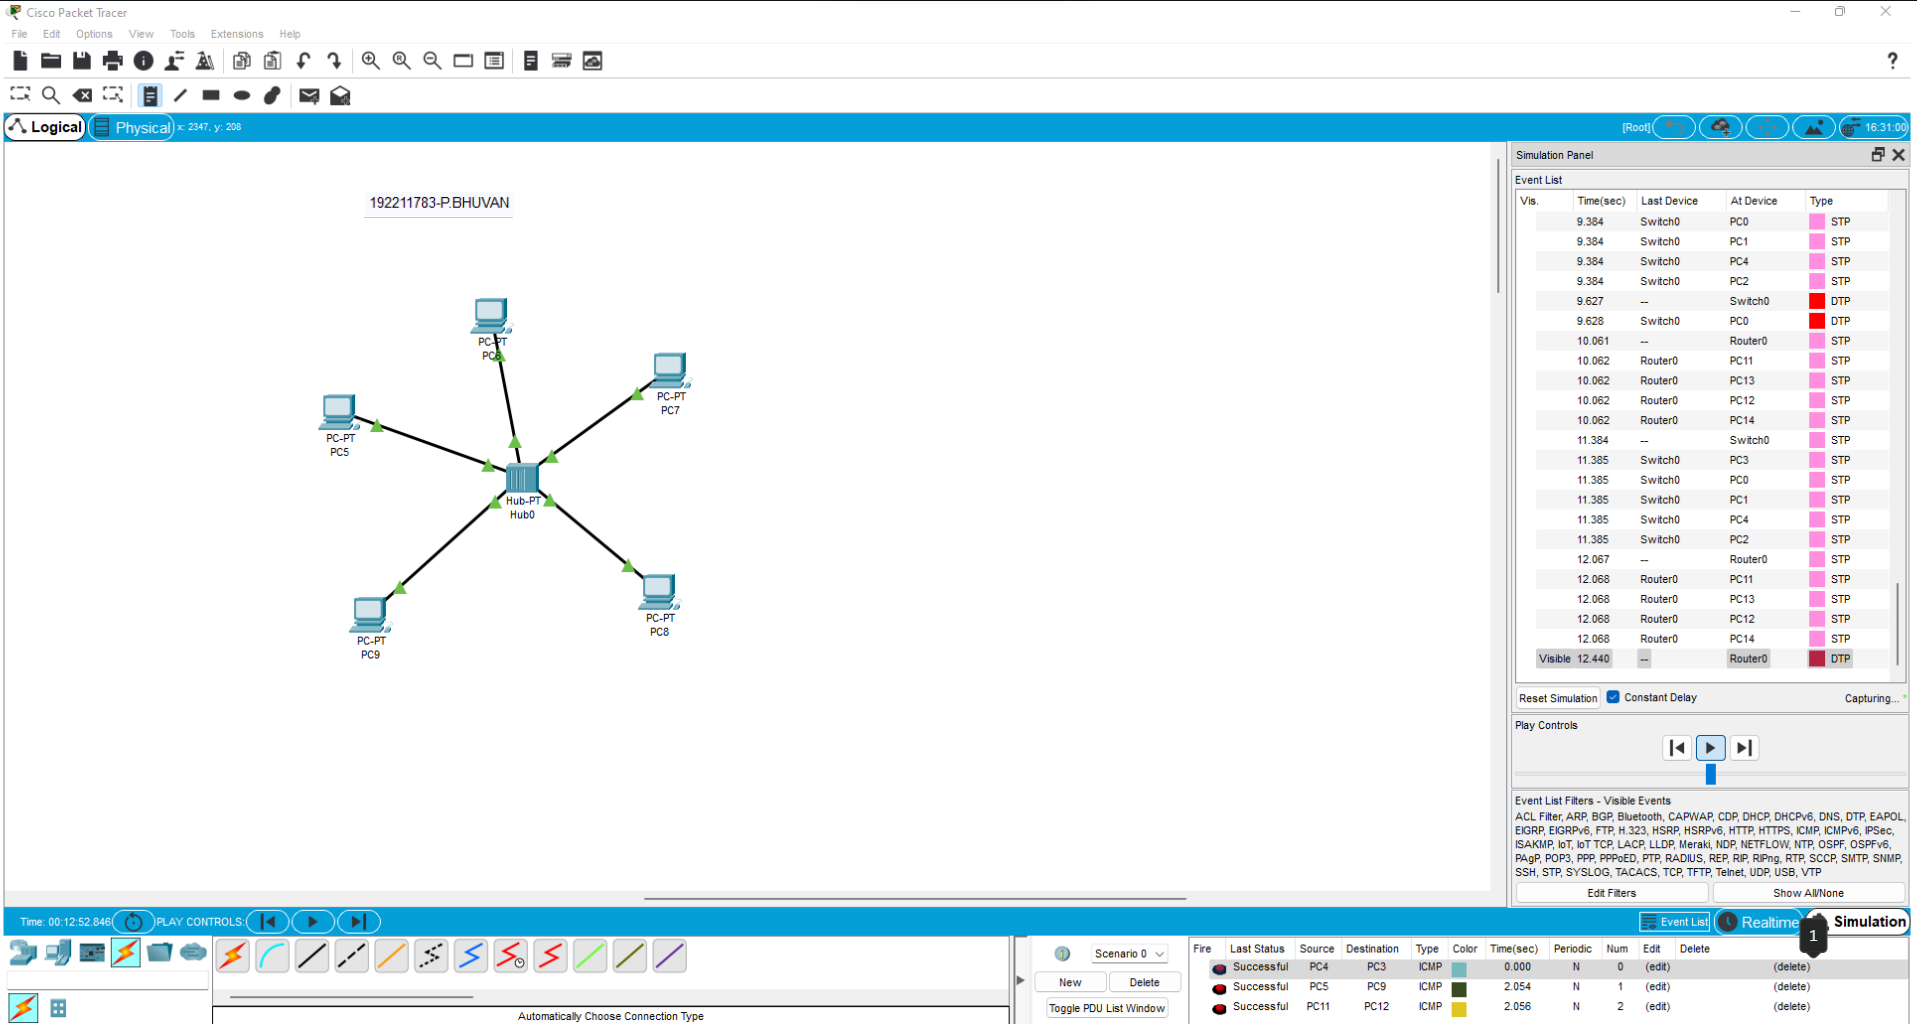 Cisco Packet Tracer
File Edit Options View Tools Extensions Help
?
Logical Physical x: 2347, y: 208 [Root] 16:31:00
192211783-P.BHUVAN
PC-PT
PC6
PC-PT
PC7
PC-PT
PC5
Hub-PT
Hub0
PC-PT
PC8
PC-PT
PC9
Simulation Panel
Event List
Vis. Time(sec) Last Device At Device Type
9.384 Switch0 PC0 STP
9.384 Switch0 PC1 STP
9.384 Switch0 PC4 STP
9.384 Switch0 PC2 STP
9.627 -- Switch0 DTP
9.628 Switch0 PC0 DTP
10.061 -- Router0 STP
10.062 Router0 PC11 STP
10.062 Router0 PC13 STP
10.062 Router0 PC12 STP
10.062 Router0 PC14 STP
11.384 -- Switch0 STP
11.385 Switch0 PC3 STP
11.385 Switch0 PC0 STP
11.385 Switch0 PC1 STP
11.385 Switch0 PC4 STP
11.385 Switch0 PC2 STP
12.067 -- Router0 STP
12.068 Router0 PC11 STP
12.068 Router0 PC13 STP
12.068 Router0 PC12 STP
12.068 Router0 PC14 STP
Visible 12.440 -- Router0 DTP
Reset Simulation Constant Delay Capturing... *
Play Controls
Event List Filters - Visible Events
ACL Filter, ARP, BGP, Bluetooth, CAPWAP, CDP, DHCP, DHCPv6, DNS, DTP, EAPOL,
EIGRP, EIGRPv6, FTP, H.323, HSRP, HSRPv6, HTTP, HTTPS, ICMP, ICMPv6, IPSec,
ISAKMP, IoT, IoT TCP, LACP, LLDP, Meraki, NDP, NETFLOW, NTP, OSPF, OSPFv6,
PAgP, POP3, PPP, PPPoED, PTP, RADIUS, REP, RIP, RIPng, RTP, SCCP, SMTP, SNMP,
SSH, STP, SYSLOG, TACACS, TCP, TFTP, Telnet, UDP, USB, VTP
Edit Filters Show All/None
Time: 00:12:52.846 PLAY CONTROLS: Event List Realtime Simulation
1
Scenario 0
New Delete
Toggle PDU List Window
Fire Last Status Source Destination Type Color Time(sec) Periodic Num Edit Delete
Successful PC4 PC3 ICMP 0.000 N 0 (edit) (delete)
Successful PC5 PC9 ICMP 2.054 N 1 (edit) (delete)
Successful PC11 PC12 ICMP 2.056 N 2 (edit) (delete)
Automatically Choose Connection Type